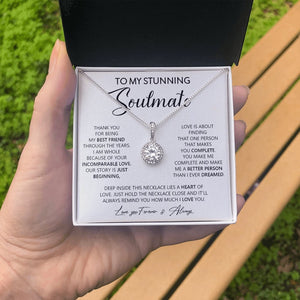 TO MY STUNNING
Soulmate
THANK YOU
FOR BEING
MY BEST FRIEND
THROUGH THE YEARS.
I AM WHOLE
BECAUSE OF YOUR
INCOMPARABLE LOVE.
OUR STORY IS JUST
BEGINNING,
LOVE IS ABOUT
FINDING
THAT ONE PERSON
THAT MAKES
YOU COMPLETE.
YOU MAKE ME
COMPLETE AND MAKE
ME A BETTER PERSON
THAN I EVER DREAMED.
DEEP INSIDE THIS NECKLACE LIES A HEART OF
LOVE. JUST HOLD THE NECKLACE CLOSE AND IT'LL
ALWAYS REMIND YOU HOW MUCH I LOVE YOU.
Love you Forever & Always